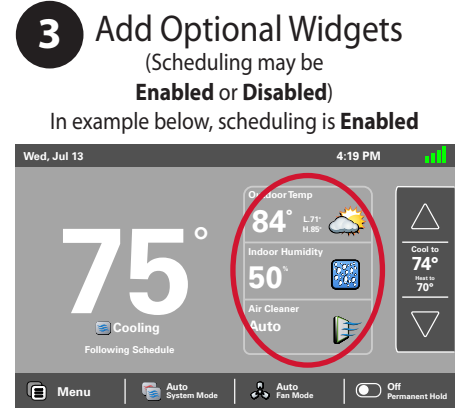 3 Add Optional Widgets
(Scheduling may be
Enabled or Disabled)
In example below, scheduling is Enabled
Wed, Jul 13 4:19 PM
Outdoor Temp
84° L.71°
H.85°
75°
Indoor Humidity
50%
Cool to
74°
Heat to
70°
Air Cleaner
Auto
Cooling
Following Schedule
Menu
Auto
System Mode
Auto
Fan Mode
Off
Permanent Hold